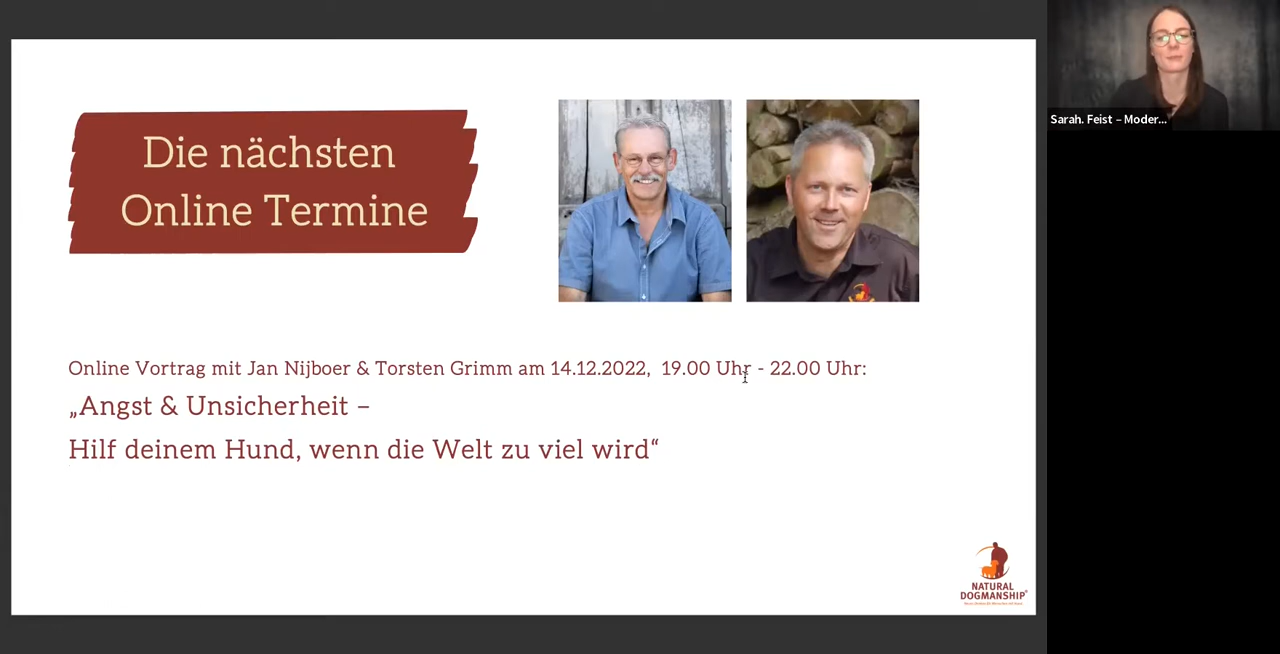 Die nächsten
Online Termine
Online Vortrag mit Jan Nijboer & Torsten Grimm am 14.12.2022, 19.00 Uhr - 22.00 Uhr:
„Angst & Unsicherheit –
Hilf deinem Hund, wenn die Welt zu viel wird“
NATURAL
DOGMANSHIP®
Sarah. Feist – Moder...